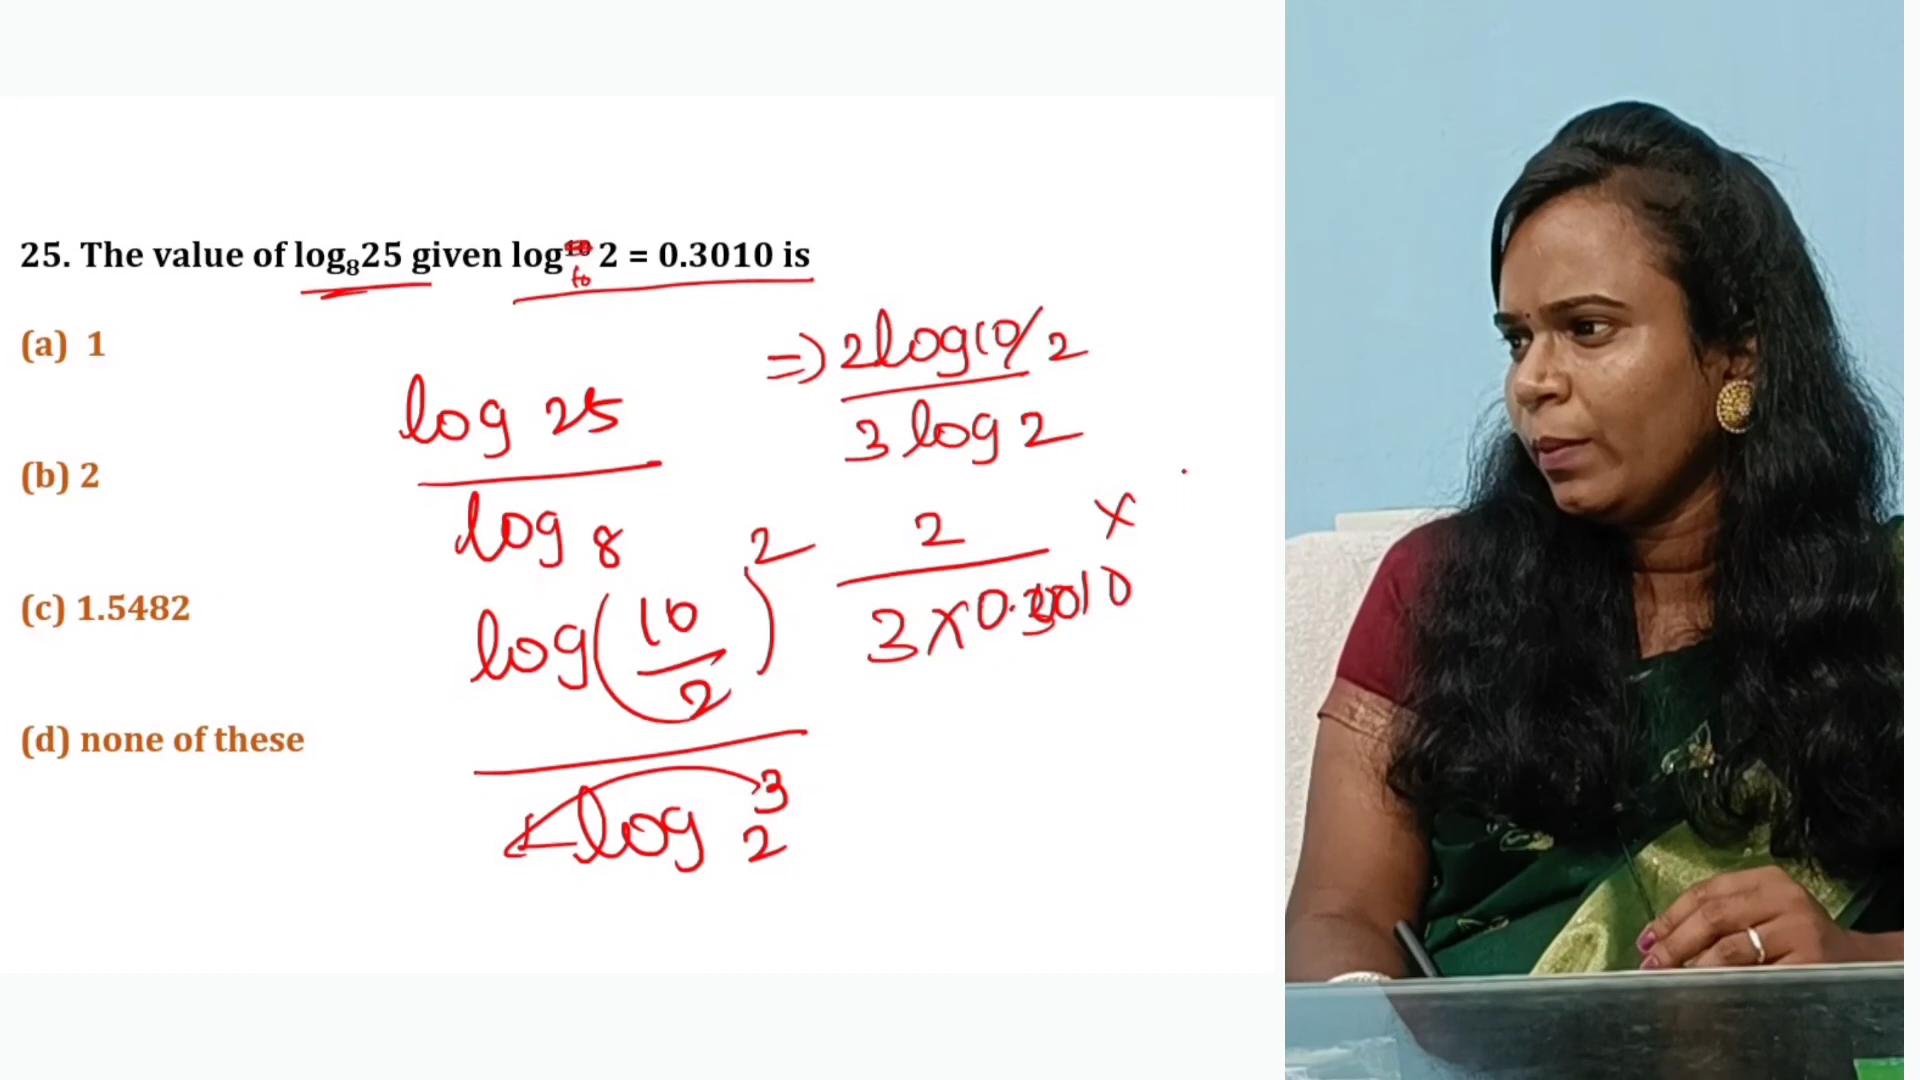 25. The value of log₈25 given log10 2 = 0.3010 is
10
(a) 1
(b) 2
(c) 1.5482
(d) none of these
log 25
log 8
log(10/2)²
log 2³
=> 2log10/2
3 log 2
2 ×
3 × 0.3010